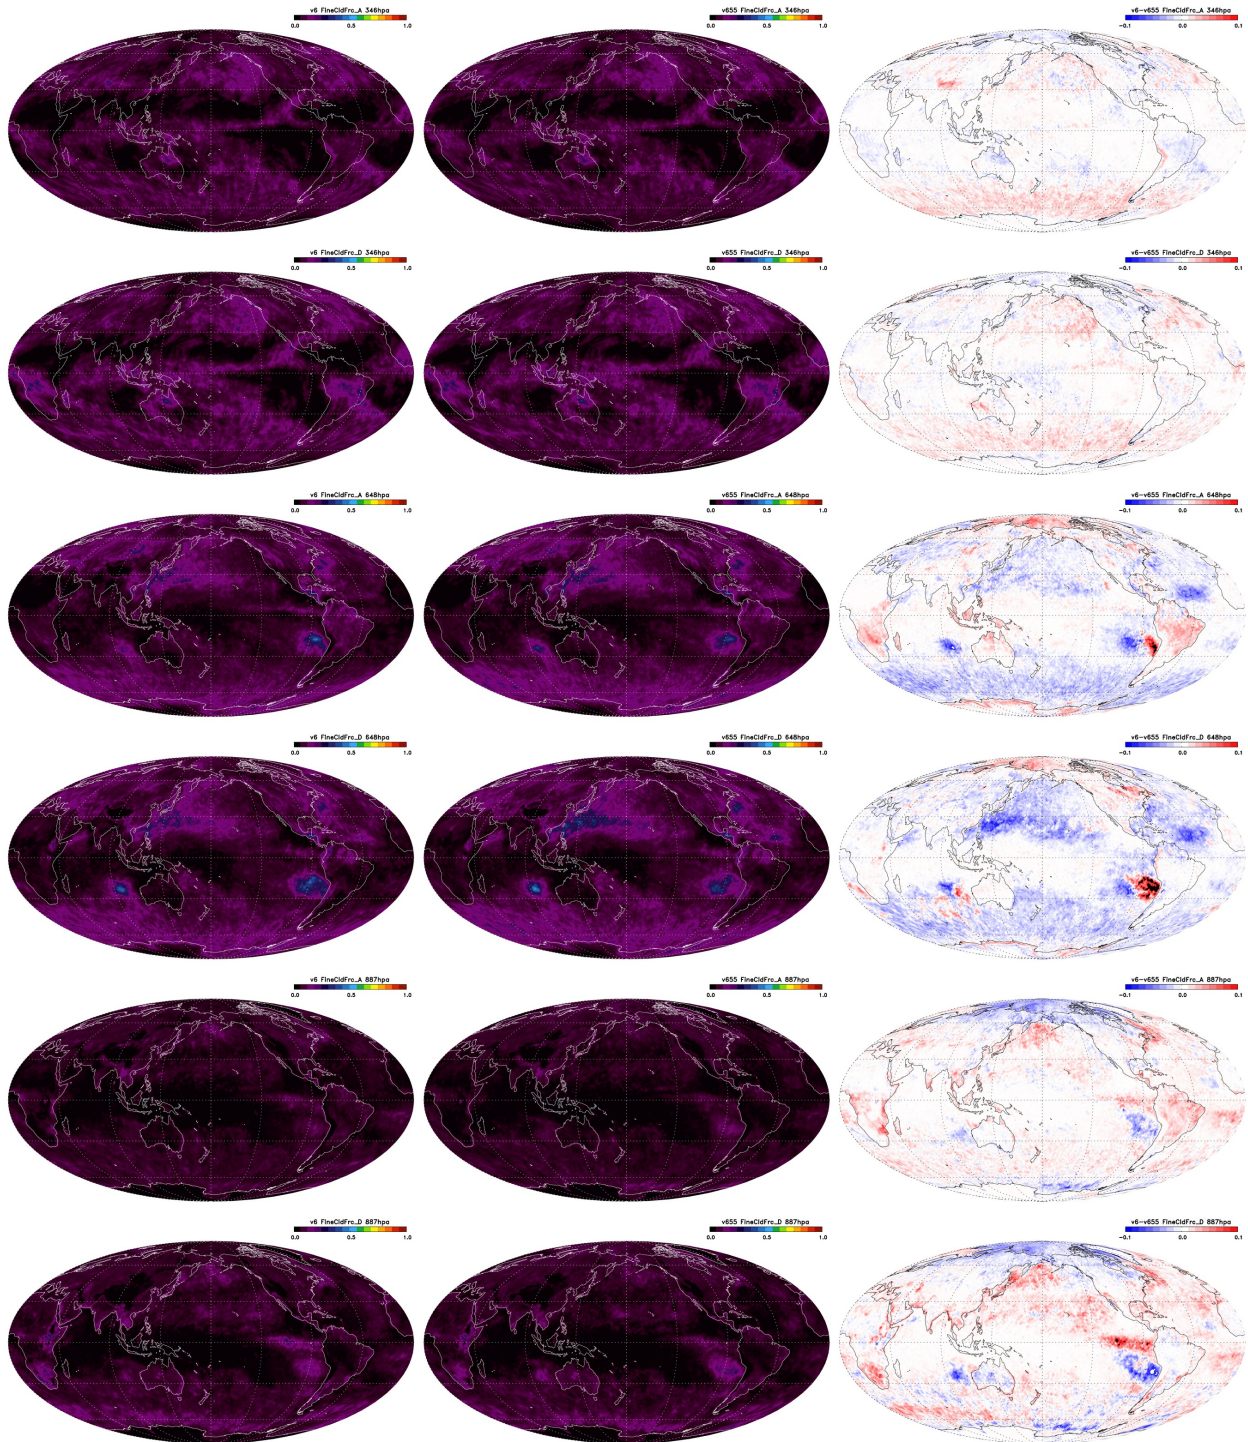 v6 FineCldFrc_A 346hpa
0.0 0.5 1.0
v655 FineCldFrc_A 346hpa
0.0 0.5 1.0
v6-v655 FineCldFrc_A 346hpa
-0.1 0.0 0.1
v6 FineCldFrc_D 346hpa
0.0 0.5 1.0
v655 FineCldFrc_D 346hpa
0.0 0.5 1.0
v6-v655 FineCldFrc_D 346hpa
-0.1 0.0 0.1
v6 FineCldFrc_A 648hpa
0.0 0.5 1.0
v655 FineCldFrc_A 648hpa
0.0 0.5 1.0
v6-v655 FineCldFrc_A 648hpa
-0.1 0.0 0.1
v6 FineCldFrc_D 648hpa
0.0 0.5 1.0
v655 FineCldFrc_D 648hpa
0.0 0.5 1.0
v6-v655 FineCldFrc_D 648hpa
-0.1 0.0 0.1
v6 FineCldFrc_A 887hpa
0.0 0.5 1.0
v655 FineCldFrc_A 887hpa
0.0 0.5 1.0
v6-v655 FineCldFrc_A 887hpa
-0.1 0.0 0.1
v6 FineCldFrc_D 887hpa
0.0 0.5 1.0
v655 FineCldFrc_D 887hpa
0.0 0.5 1.0
v6-v655 FineCldFrc_D 887hpa
-0.1 0.0 0.1